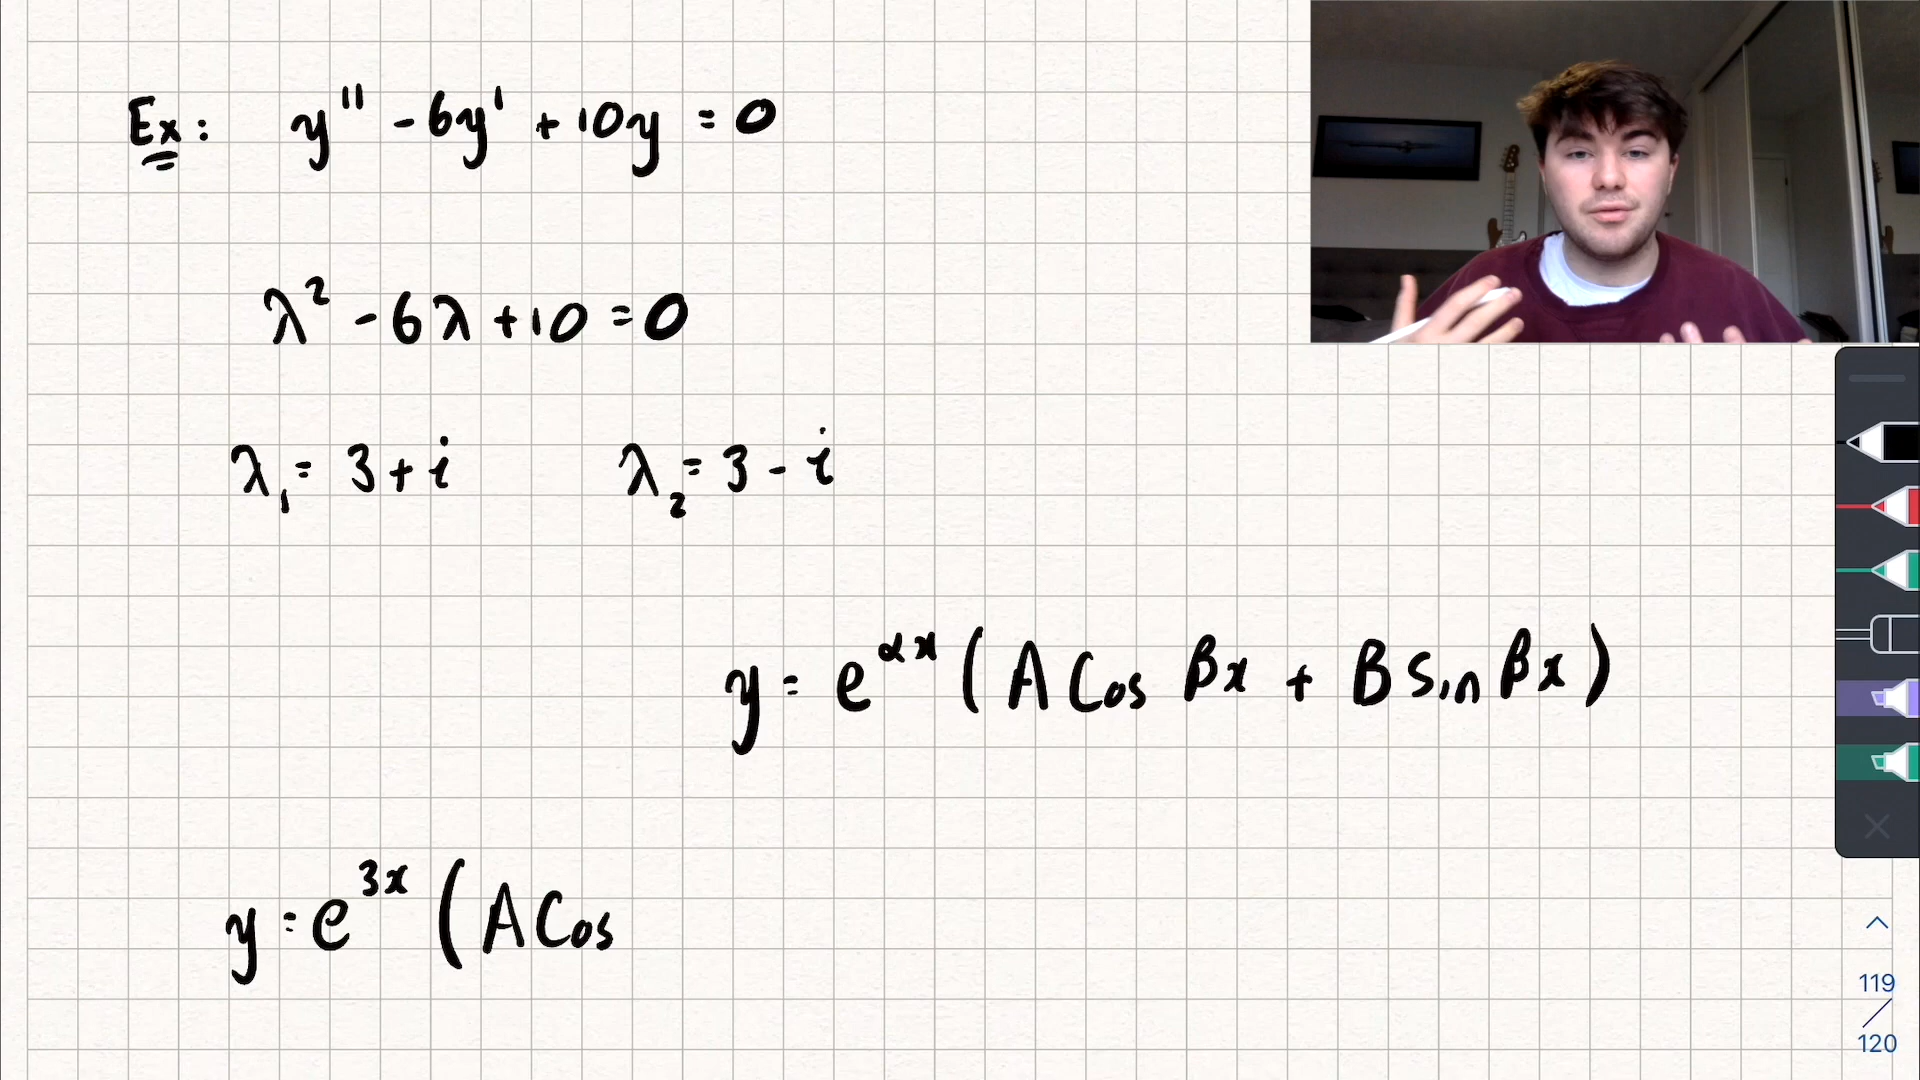 Ex: y'' - 6y' + 10y = 0
λ² - 6λ + 10 = 0
λ₁ = 3 + i λ₂ = 3 - i
y = e^αx (A Cos βx + B Sin βx)
y = e^3x (A Cos
119
120